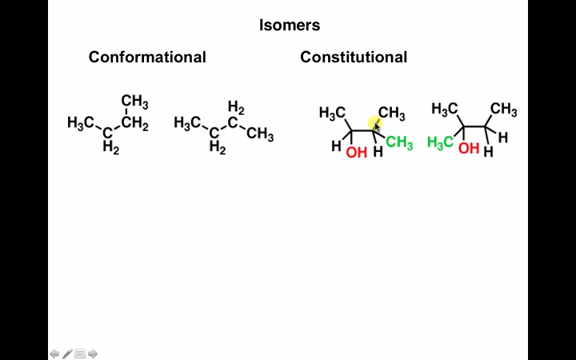 Isomers
Conformational
Constitutional
CH3
H3C
CH2
C
H2
H2
H3C
C
C
CH3
H2
H3C
CH3
H
OH
H
CH3
H3C
CH3
H3C
OH
H
H